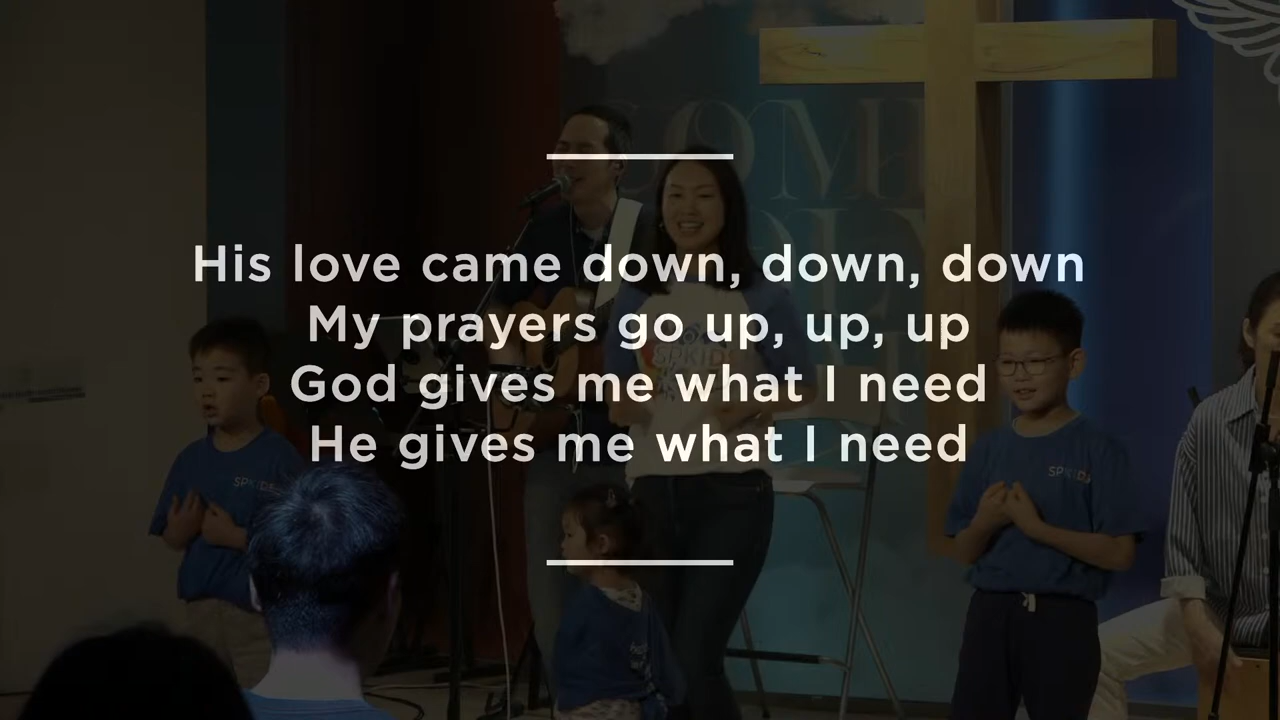 His love came down, down, down
My prayers go up, up, up
God gives me what I need
He gives me what I need
SPKIDS